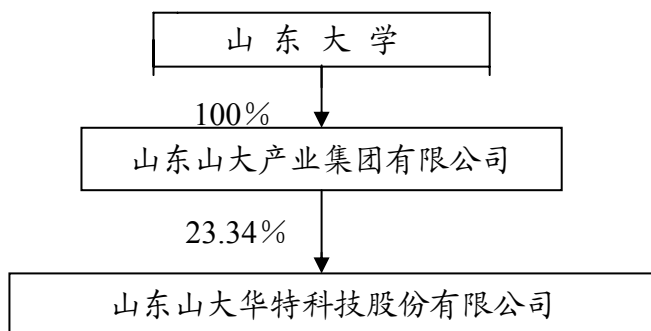 山 东 大 学
100％
山东山大产业集团有限公司
23.34％
山东山大华特科技股份有限公司